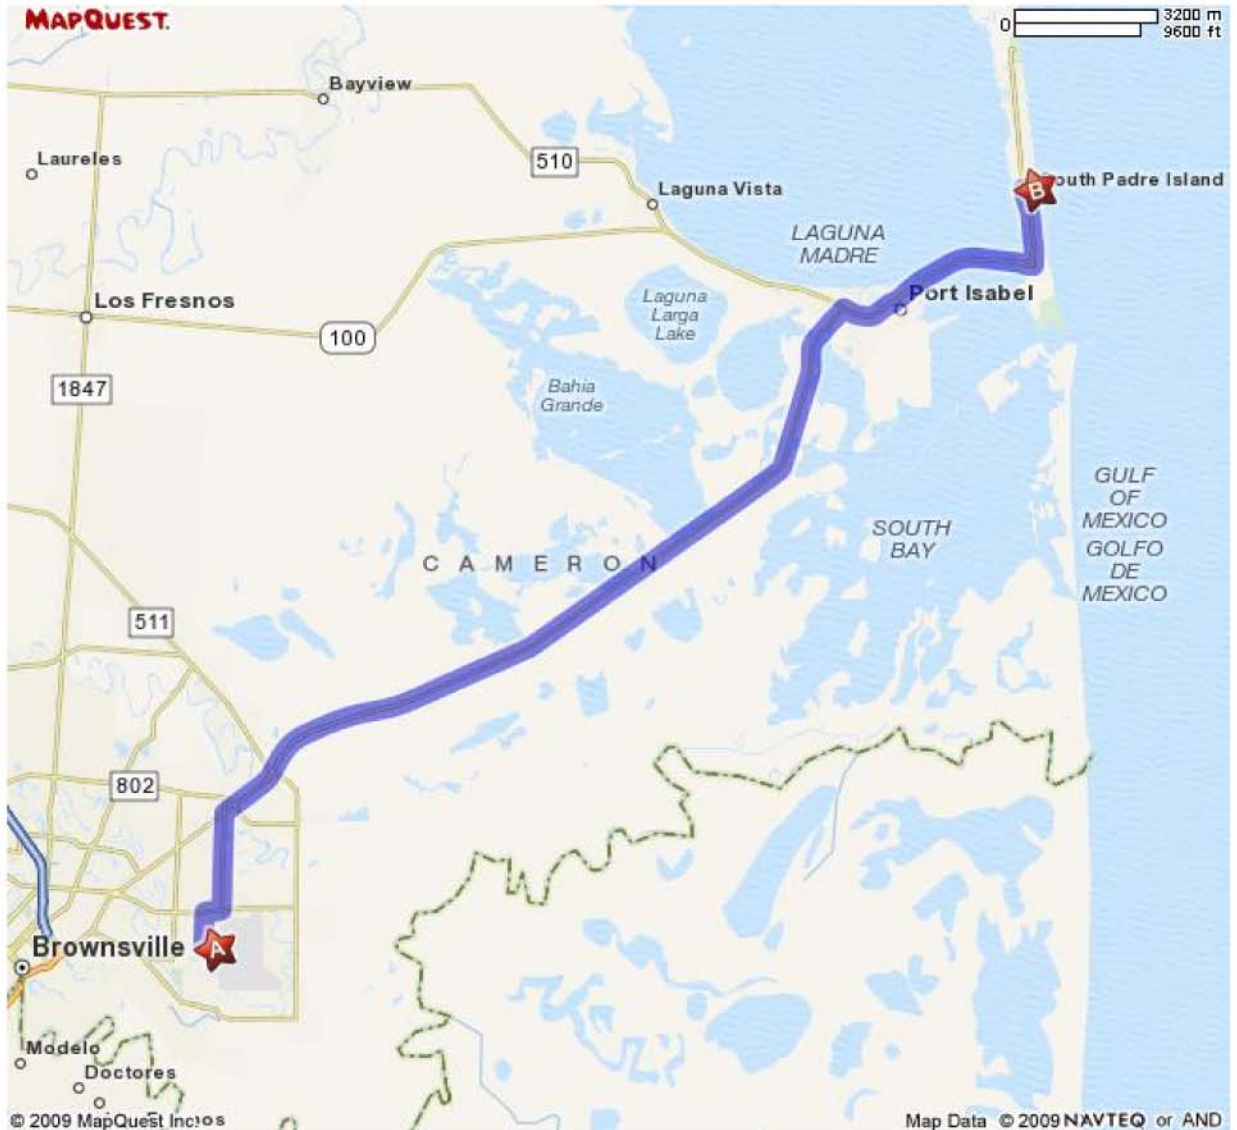 MAPQUEST.
0
3200 m
9600 ft
Bayview
Laureles
510
Laguna Vista
B
outh Padre Island
LAGUNA
MADRE
Los Fresnos
Laguna
Larga
Lake
Port Isabel
100
1847
Bahia
Grande
GULF
OF
MEXICO
GOLFO
DE
MEXICO
SOUTH
BAY
CAMERON
511
802
Brownsville
A
Modelo
Doctores
© 2009 MapQuest Inc.
Map Data © 2009 NAVTEQ or AND